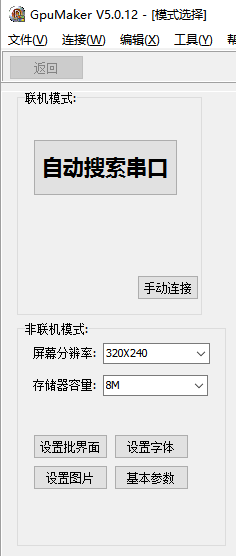 GpuMaker V5.0.12 - [模式选择]
文件(V) 连接(W) 编辑(X) 工具(Y)
返回
联机模式:
自动搜索串口
手动连接
非联机模式:
屏幕分辨率: 320X240
存储器容量: 8M
设置批界面 设置字体
设置图片 基本参数